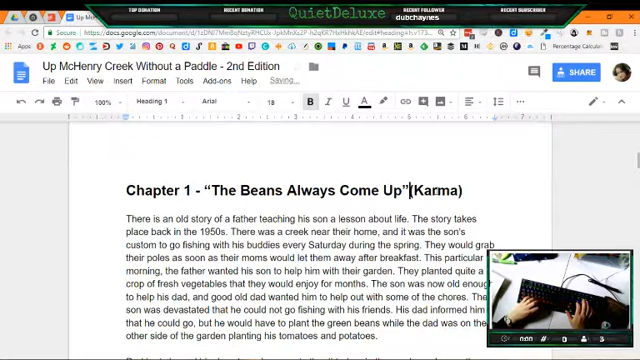 TOP DONATION
TOP DONATOR
QuietDeluxe
RECENT FOLLOWER
dubchaynes
RECENT SUBSCRIBER
Secure
https://docs.google.com/document/d/
Percentage Calculat
Up McHenry Creek Without a Paddle - 2nd Edition
File Edit View Insert Format Tools Add-ons Help Saving...
SHARE
100% Heading 1 Arial 18 B I U A
Chapter 1 - “The Beans Always Come Up”(Karma)
There is an old story of a father teaching his son a lesson about life. The story takes
place back in the 1950s. There was a creek near their home, and it was the son's
custom to go fishing with his buddies every Saturday during the spring. They would grab
their poles as soon as their moms would let them away after breakfast. This particular
morning, the father wanted his son to help him with their garden. They planted quite a
crop of fresh vegetables that they would enjoy for months. The son was now old enough
to help his dad, and good old dad wanted him to help out with some of the chores. The
son was devastated that he could not go fishing with his friends. His dad informed him
that he could go, but he would have to plant the green beans while the dad was on the
other side of the garden planting his tomatoes and potatoes.